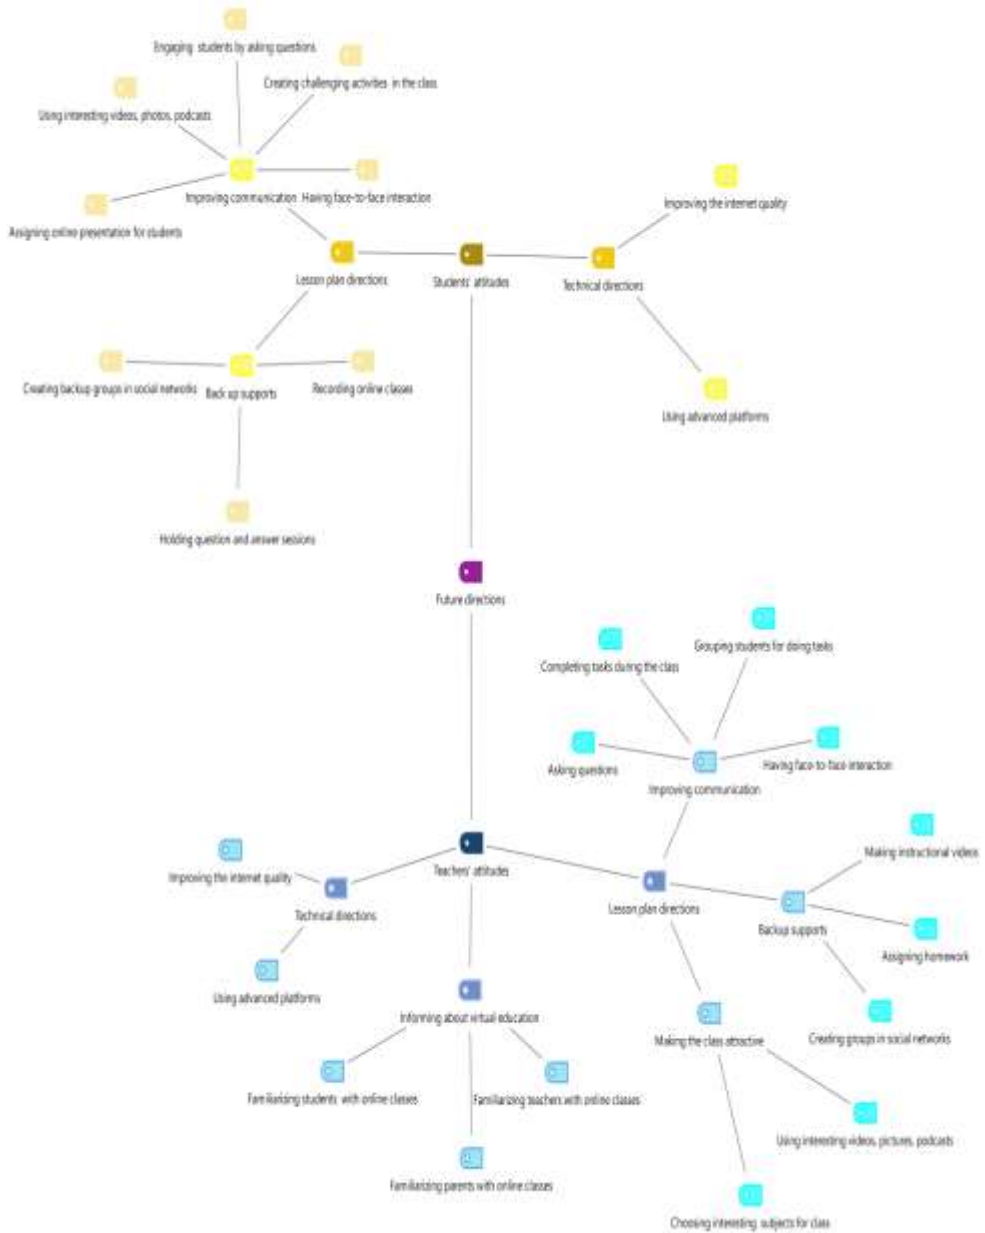 Engaging students by asking questions
Creating challenging activities in the class
Using interesting videos, photos, podcasts
Improving communication
Having face-to-face interaction
Assigning online presentation for students
Improving the internet quality
Lesson plan directions
Students' attitudes
Technical directions
Creating backup groups in social networks
Back up supports
Recording online classes
Using advanced platforms
Holding question and answer sessions
Future directions
Grouping students for doing tasks
Completing tasks during the class
Asking questions
Having face-to-face interaction
Improving communication
Making instructional videos
Improving the internet quality
Teachers' attitudes
Technical directions
Lesson plan directions
Backup supports
Assigning homework
Using advanced platforms
Informing about virtual education
Making the class attractive
Creating groups in social networks
Familiarizing students with online classes
Familiarizing teachers with online classes
Using interesting videos, pictures, podcasts
Familiarizing parents with online classes
Choosing interesting subjects for class